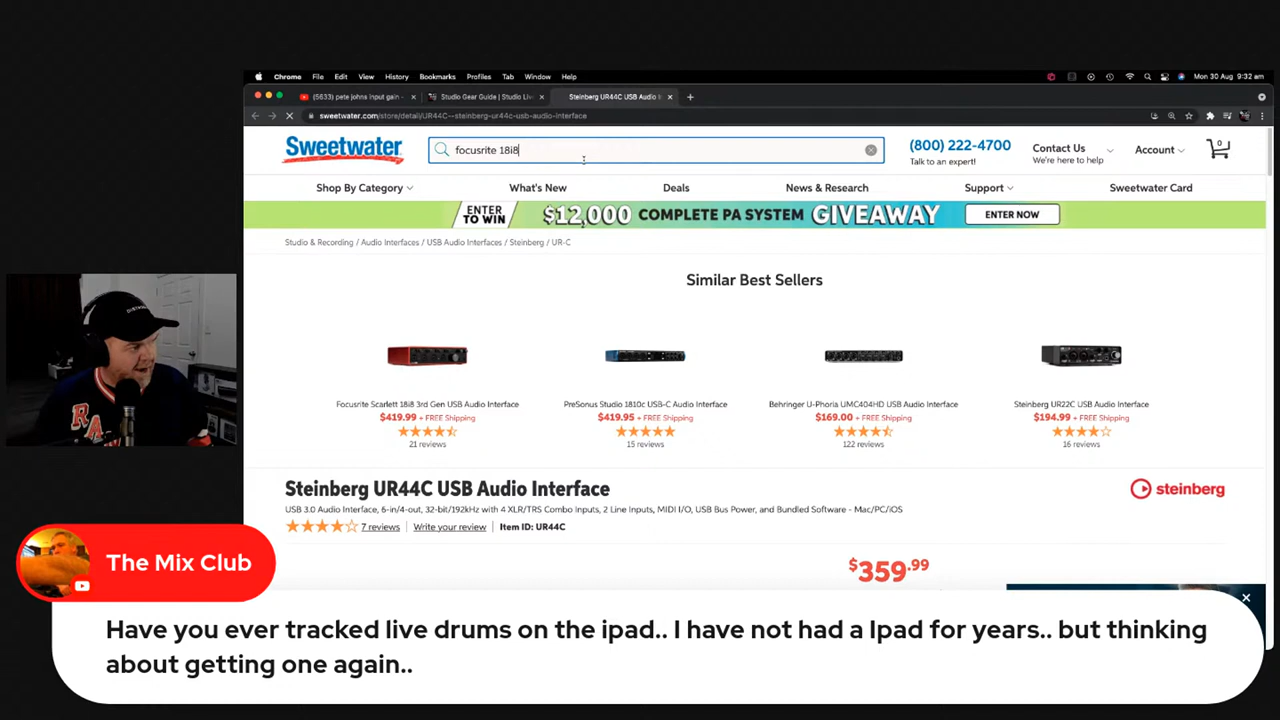 Chrome File Edit View History Bookmarks Profiles Tab Window Help Mon 30 Aug 9:32 am
(5633) pete johns input gain - Studio Gear Guide | Studio Li Steinberg UR44C USB Audio I
sweetwater.com/store/detail/UR44C--steinberg-ur44c-usb-audio-interface
Sweetwater focusrite 18i8 (800) 222-4700 Contact Us Account 0
Talk to an expert! We're here to help
Shop By Category What's New Deals News & Research Support Sweetwater Card
ENTER TO WIN $12,000 COMPLETE PA SYSTEM GIVEAWAY ENTER NOW
Studio & Recording / Audio Interfaces / USB Audio Interfaces / Steinberg / UR-C
Similar Best Sellers
Focusrite Scarlett 18i8 3rd Gen USB Audio Interface PreSonus Studio 1810c USB-C Audio Interface Behringer U-Phoria UMC404HD USB Audio Interface Steinberg UR22C USB Audio Interface
$419.99 + FREE Shipping $419.95 + FREE Shipping $169.00 + FREE Shipping $194.99 + FREE Shipping
21 reviews 15 reviews 122 reviews 16 reviews
Steinberg UR44C USB Audio Interface steinberg
USB 3.0 Audio Interface, 6-in/4-out, 32-bit/192kHz with 4 XLR/TRS Combo Inputs, 2 Line Inputs, MIDI I/O, USB Bus Power, and Bundled Software - Mac/PC/iOS
7 reviews Write your review Item ID: UR44C
$359.99
The Mix Club
Have you ever tracked live drums on the ipad.. I have not had a Ipad for years.. but thinking
about getting one again..